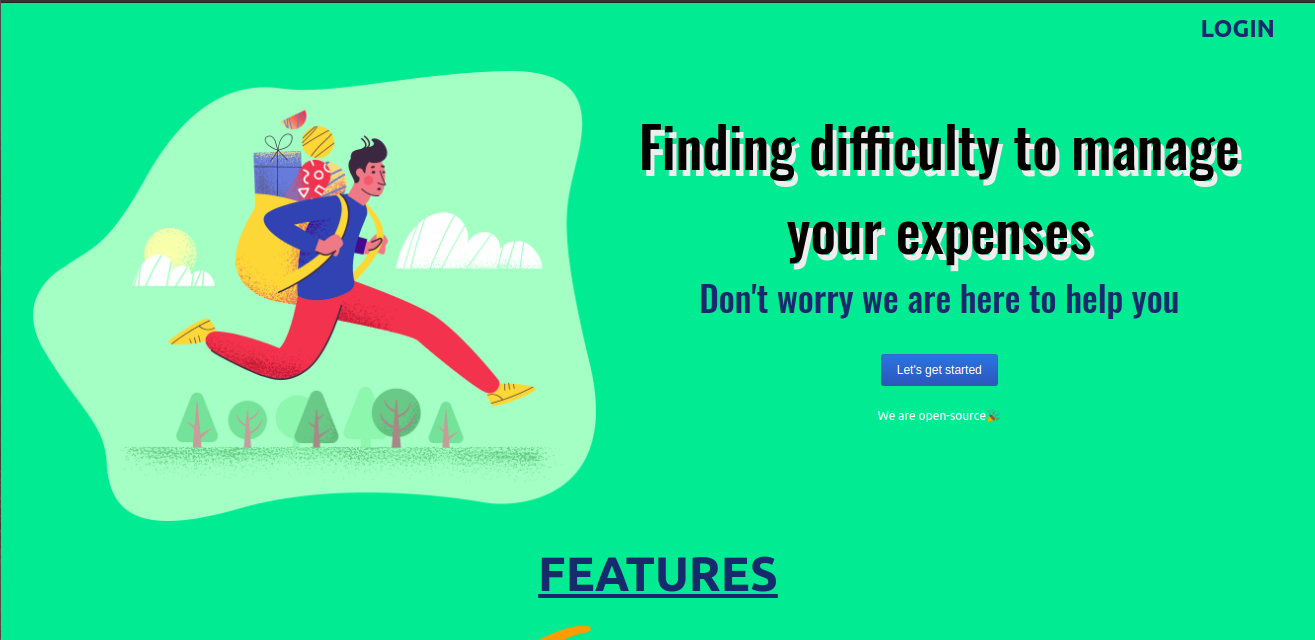 LOGIN
Finding difficulty to manage
your expenses
Don't worry we are here to help you
Let's get started
We are open-source🎉
FEATURES